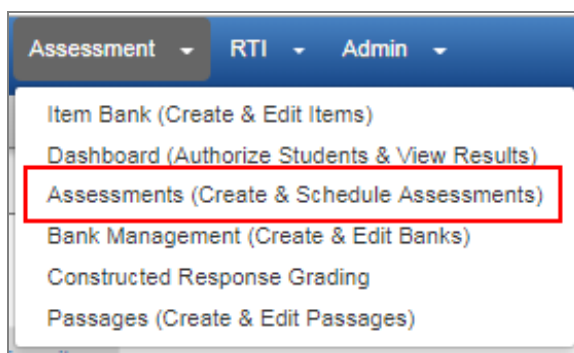 Assessment RTI Admin
Item Bank (Create & Edit Items)
Dashboard (Authorize Students & View Results)
Assessments (Create & Schedule Assessments)
Bank Management (Create & Edit Banks)
Constructed Response Grading
Passages (Create & Edit Passages)